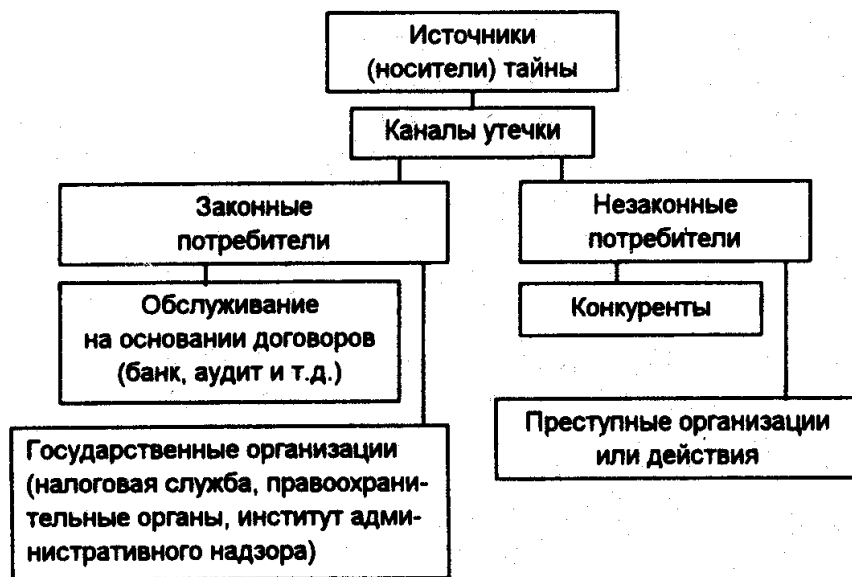 Источники
(носители) тайны
Каналы утечки
Законные
потребители
Незаконные
потребители
Обслуживание
на основании договоров
(банк, аудит и т.д.)
Конкуренты
Государственные организации
(налоговая служба, правоохрани-
тельные органы, институт адми-
нистративного надзора)
Преступные организации
или действия